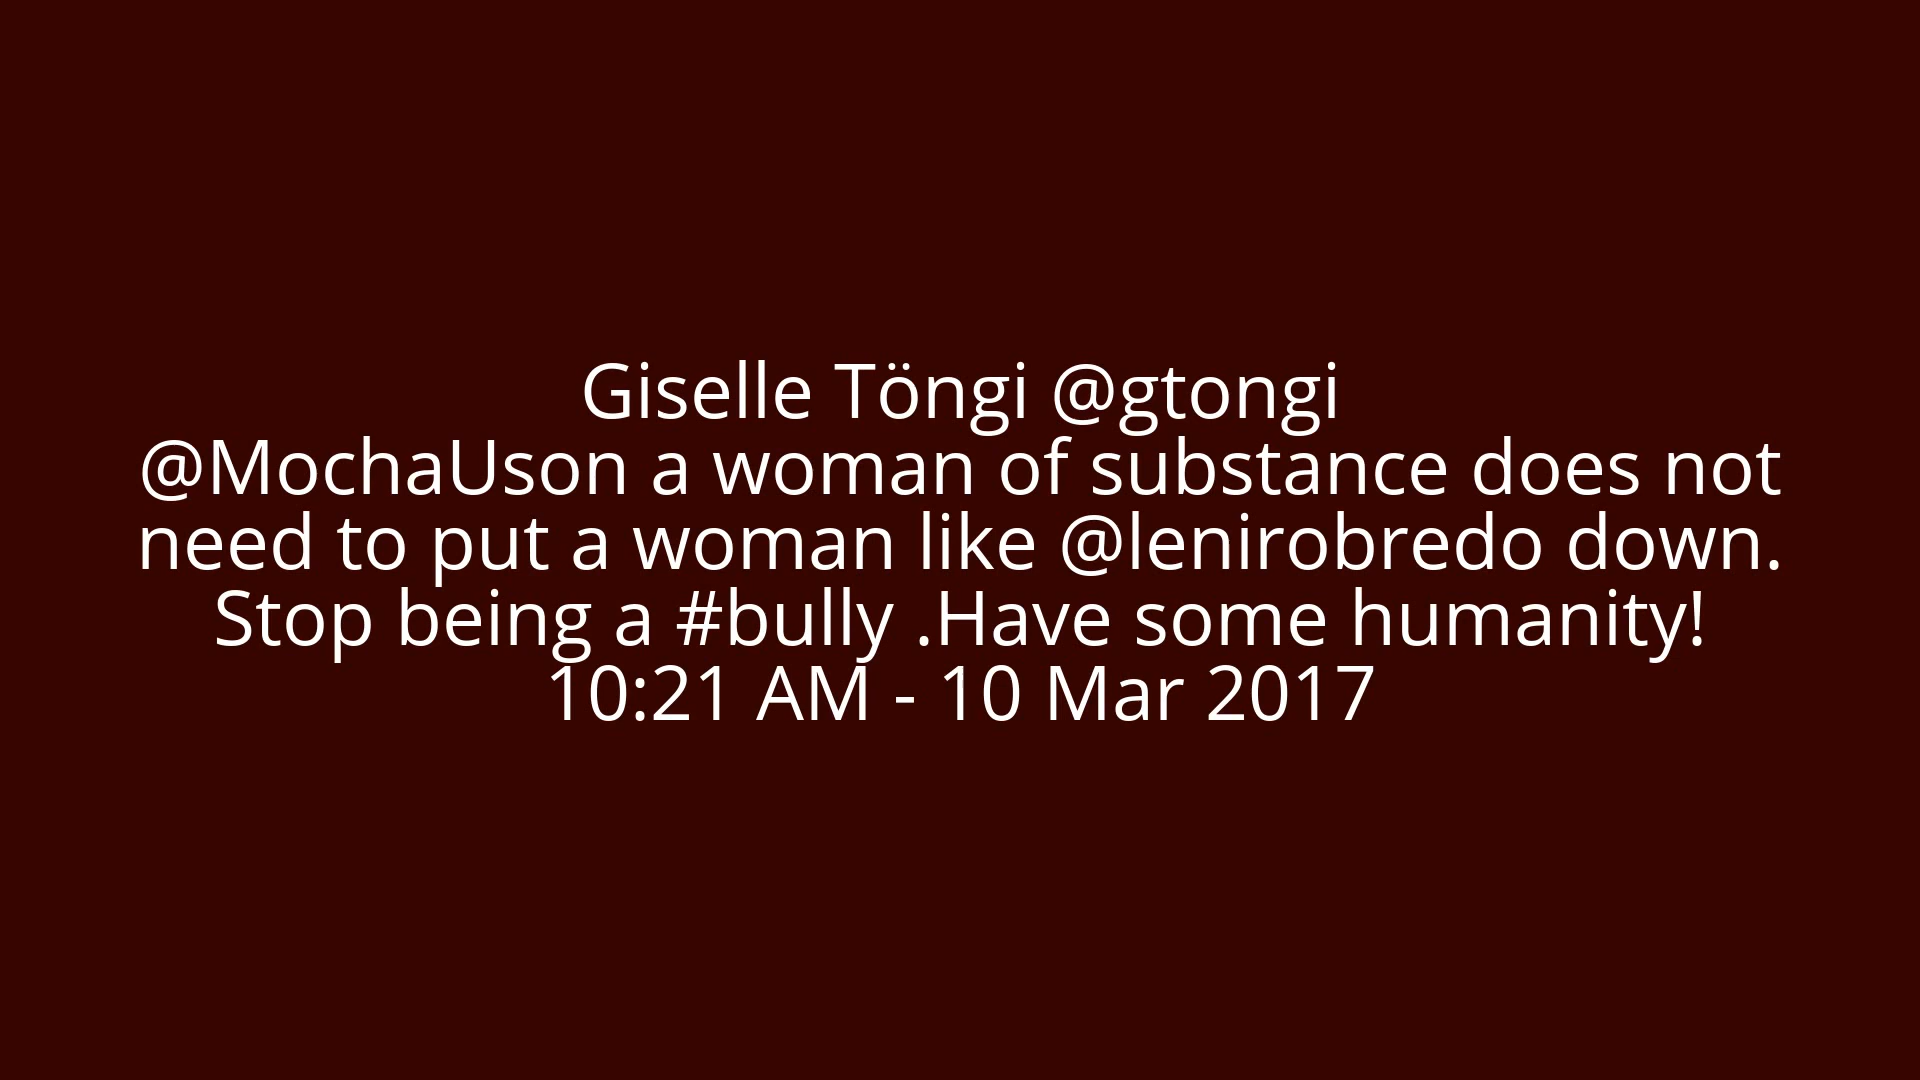 Giselle Töngi @gtongi
@MochaUson a woman of substance does not
need to put a woman like @lenirobredo down.
Stop being a #bully .Have some humanity!
10:21 AM - 10 Mar 2017